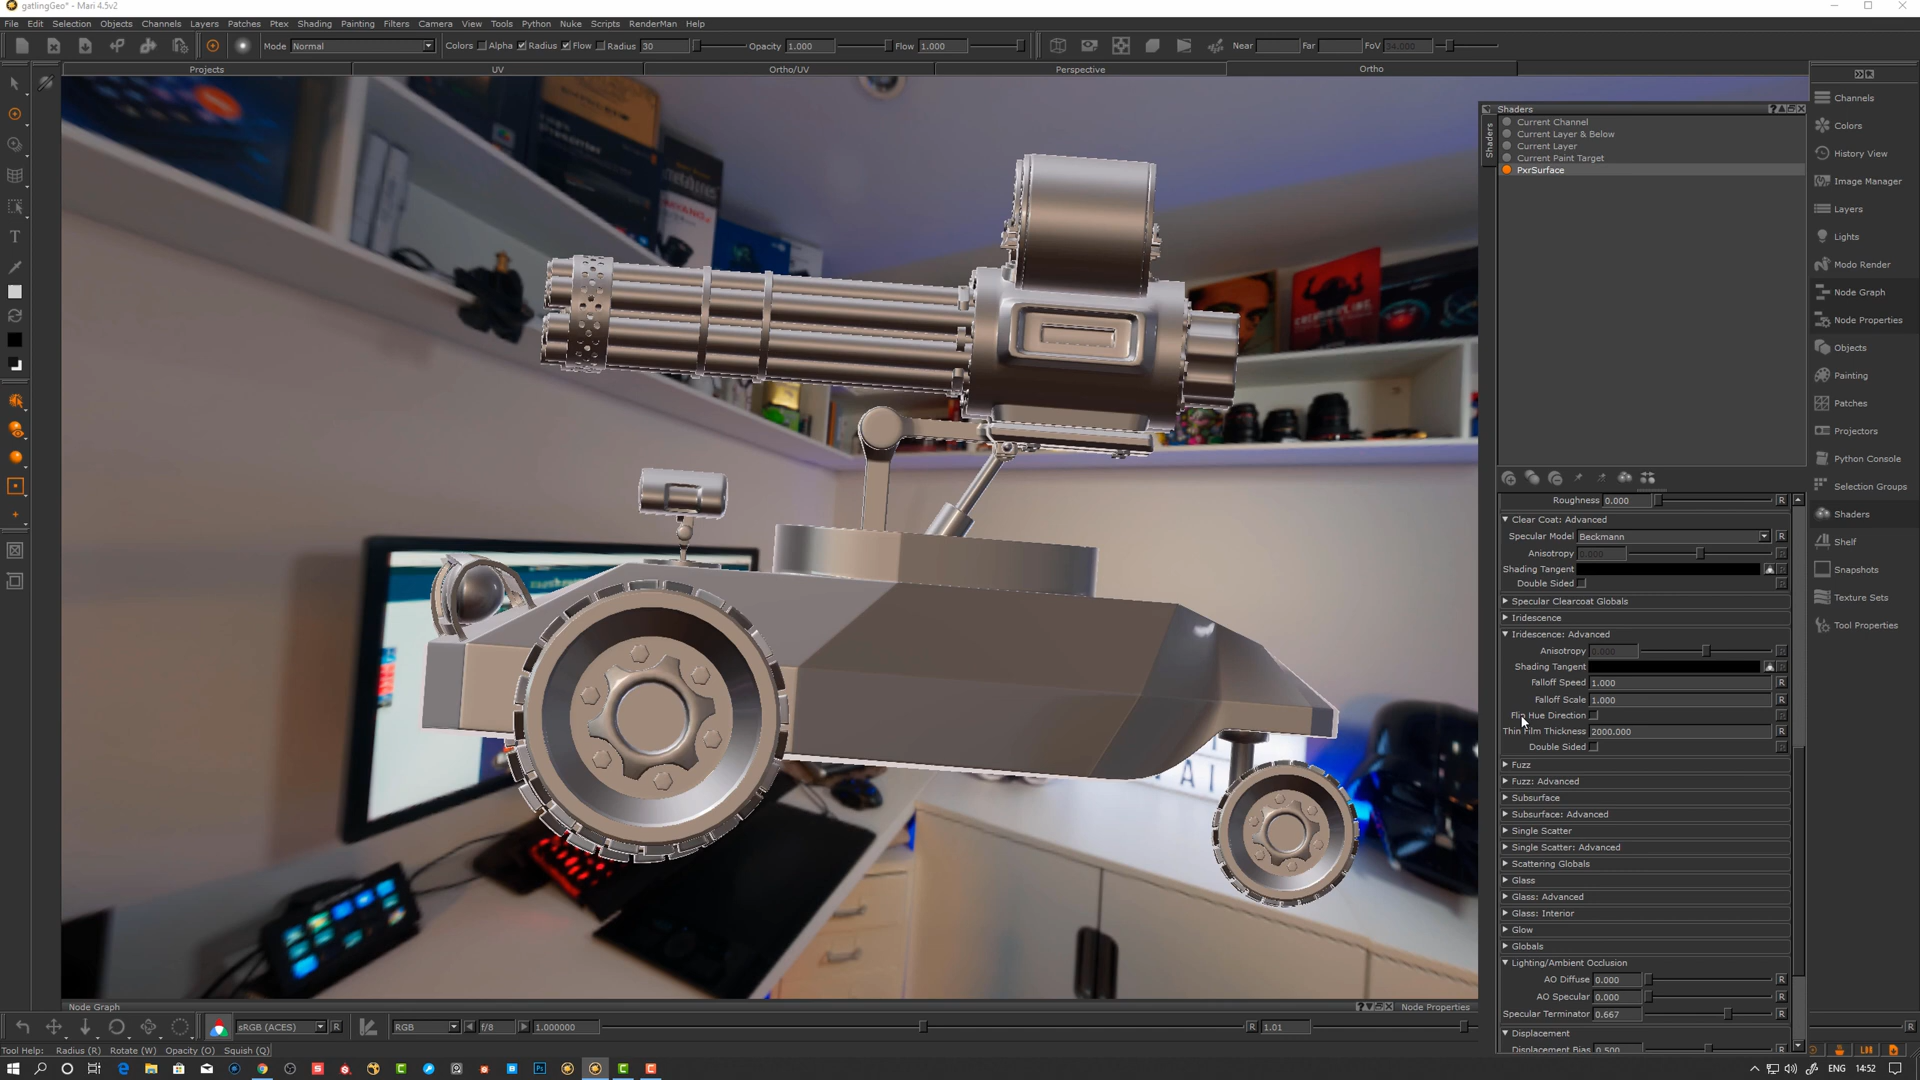 gatlingGeo* - Mari 4.5v2
File Edit Selection Objects Channels Layers Patches Ptex Shading Painting Filters Camera View Tools Python Nuke Scripts RenderMan Help
Mode Normal Colors Alpha Radius Flow Radius 30 Opacity 1.000 Flow 1.000 Near Far FoV 34.000
Projects UV Ortho/UV Perspective Ortho
Shaders
Shaders
Current Channel
Current Layer & Below
Current Layer
Current Paint Target
PxrSurface
Channels
Colors
History View
Image Manager
Layers
Lights
Modo Render
Node Graph
Node Properties
Objects
Painting
Patches
Projectors
Python Console
Selection Groups
Shaders
Shelf
Snapshots
Texture Sets
Tool Properties
Roughness 0.000 R
Clear Coat: Advanced
Specular Model Beckmann R
Anisotropy 0.000
Shading Tangent
Double Sided
Specular Clearcoat Globals
Iridescence
Iridescence: Advanced
Anisotropy 0.000
Shading Tangent
Falloff Speed 1.000 R
Falloff Scale 1.000 R
Flip Hue Direction
Thin Film Thickness 2000.000 R
Double Sided
Fuzz
Fuzz: Advanced
Subsurface
Subsurface: Advanced
Single Scatter
Single Scatter: Advanced
Scattering Globals
Glass
Glass: Advanced
Glass: Interior
Glow
Globals
Lighting/Ambient Occlusion
AO Diffuse 0.000 R
AO Specular 0.000 R
Specular Terminator 0.667 R
Displacement
Displacement Bias 0.500 R
Node Graph Node Properties
sRGB (ACES) R RGB f/8 1.000000 R 1.01 R
Tool Help: Radius (R) Rotate (W) Opacity (O) Squish (Q)
ENG 14:52